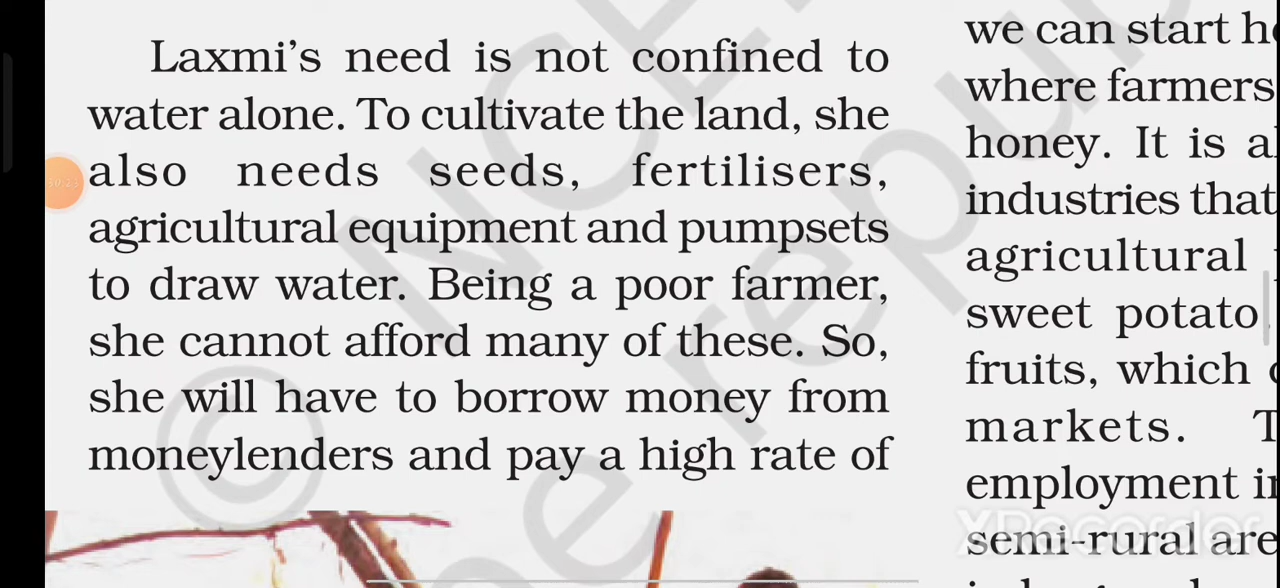 Laxmi's need is not confined to
water alone. To cultivate the land, she
also needs seeds, fertilisers,
agricultural equipment and pumpsets
to draw water. Being a poor farmer,
she cannot afford many of these. So,
she will have to borrow money from
moneylenders and pay a high rate of
we can start
where farmers
honey. It is
industries that
agricultural
sweet potato
fruits, which
markets.
employment
semi-rural
XRecorder